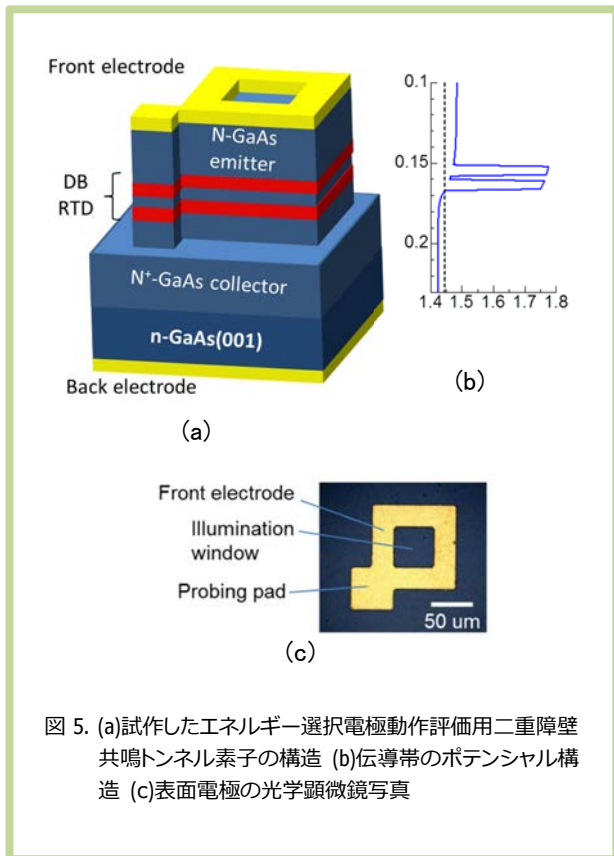 Front electrode
N-GaAs
emitter
DB
RTD
N⁺-GaAs collector
n-GaAs(001)
Back electrode
(a)
0.1
0.15
0.2
1.4 1.5 1.6 1.7 1.8
(b)
Front electrode
Illumination
window
Probing pad
50 um
(c)
図 5. (a)試作したエネルギー選択電極動作評価用二重障壁
共鳴トンネル素子の構造 (b)伝導帯のポテンシャル構
造 (c)表面電極の光学顕微鏡写真